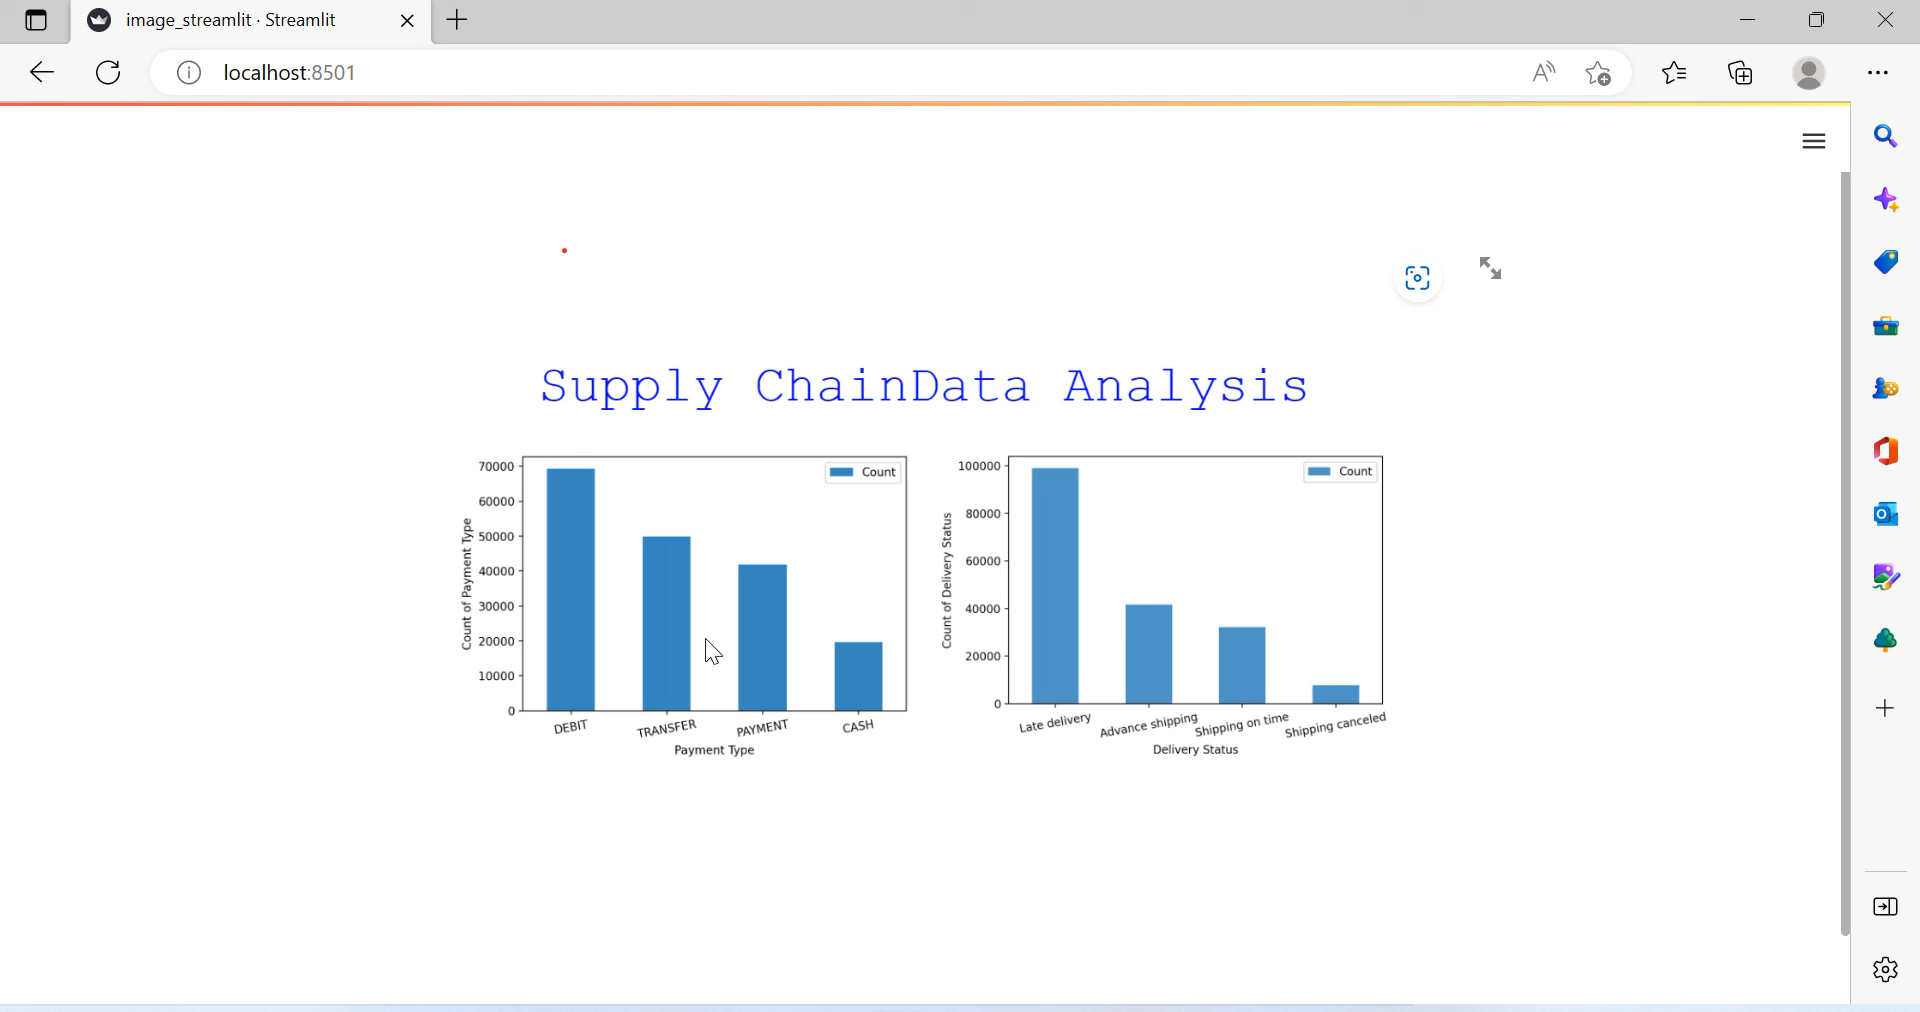 image_streamlit · Streamlit
localhost:8501
Supply ChainData Analysis
70000
60000
50000
40000
30000
20000
10000
0
Count of Payment Type
Count
DEBIT TRANSFER PAYMENT CASH
Payment Type
100000
80000
60000
40000
20000
0
Count of Delivery Status
Count
Late delivery Advance shipping Shipping on time Shipping canceled
Delivery Status